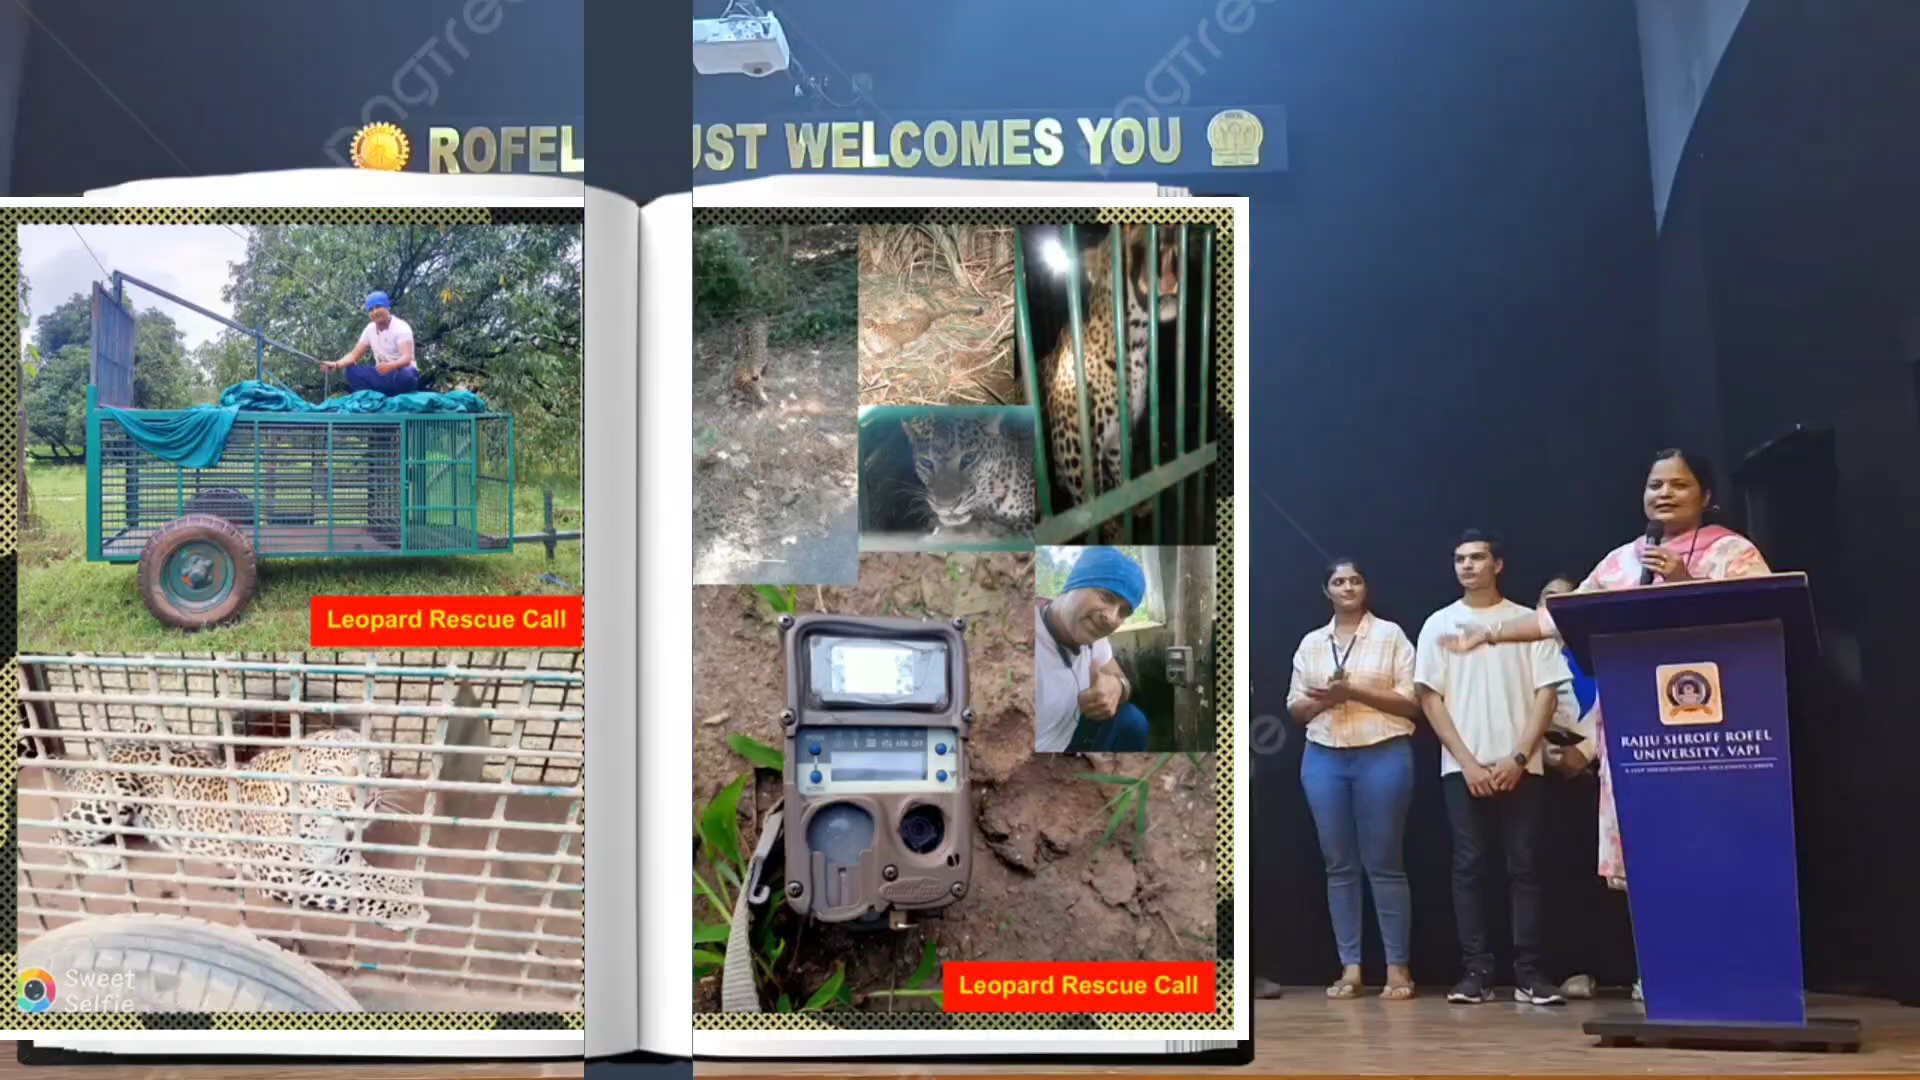 ROFEL UST WELCOMES YOU
Leopard Rescue Call
Sweet
Selfie
Leopard Rescue Call
RAJJU SHROFF ROFEL
UNIVERSITY, VAPI